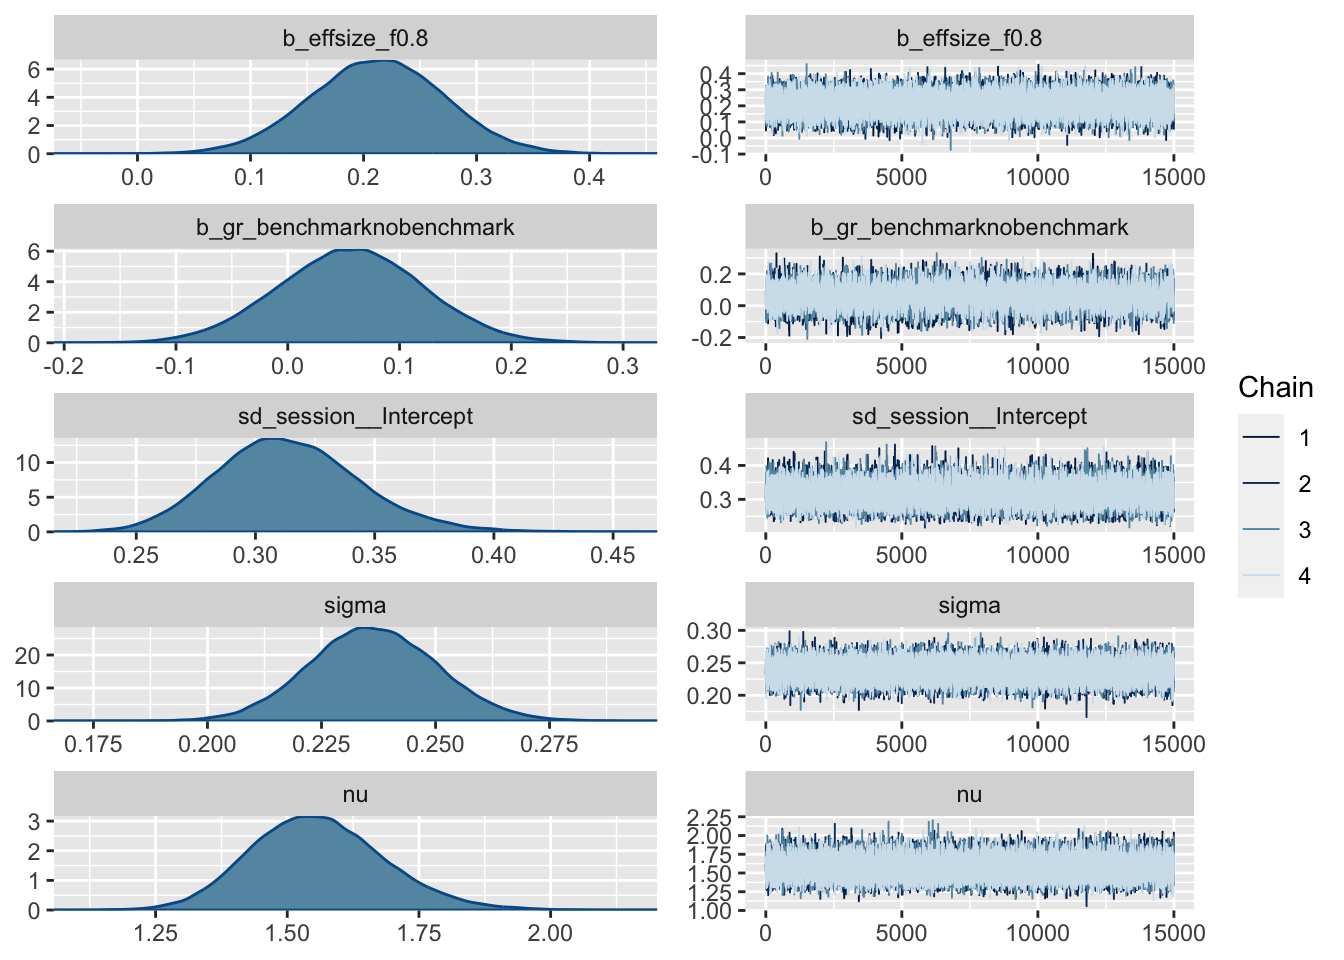 b_effsize_f0.8
6
4
2
0
0.0 0.1 0.2 0.3 0.4
b_effsize_f0.8
0.4
0.3
0.2
0.1
0.0
-0.1
0 5000 10000 15000
b_gr_benchmarknobenchmark
6
4
2
0
-0.2 -0.1 0.0 0.1 0.2 0.3
b_gr_benchmarknobenchmark
0.2
0.0
-0.2
0 5000 10000 15000
sd_session__Intercept
10
5
0
0.25 0.30 0.35 0.40 0.45
sd_session__Intercept
0.4
0.3
0 5000 10000 15000
sigma
20
10
0
0.175 0.200 0.225 0.250 0.275
sigma
0.30
0.25
0.20
0 5000 10000 15000
nu
3
2
1
0
1.25 1.50 1.75 2.00
nu
2.25
2.00
1.75
1.50
1.25
1.00
0 5000 10000 15000
Chain
1
2
3
4